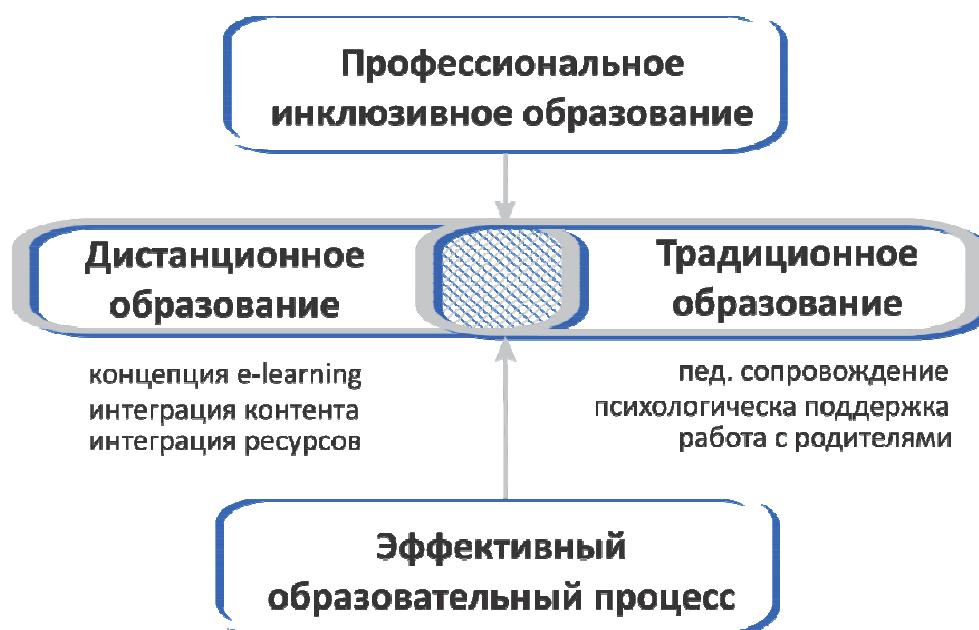 Профессиональное
инклюзивное образование
Дистанционное
образование
Традиционное
образование
концепция e-learning
интеграция контента
интеграция ресурсов
пед. сопровождение
психологическа поддержка
работа с родителями
Эффективный
образовательный процесс